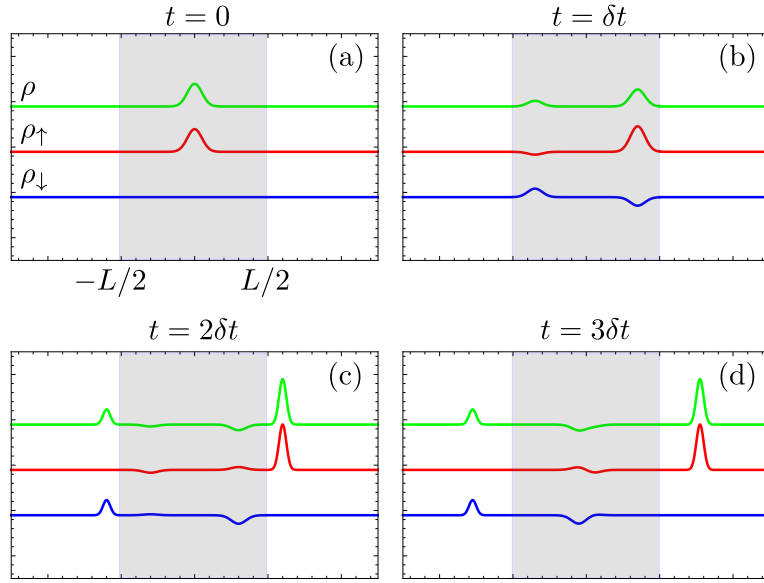 t = 0
t = δt
(a)
(b)
ρ
ρ↑
ρ↓
−L/2
L/2
t = 2δt
t = 3δt
(c)
(d)